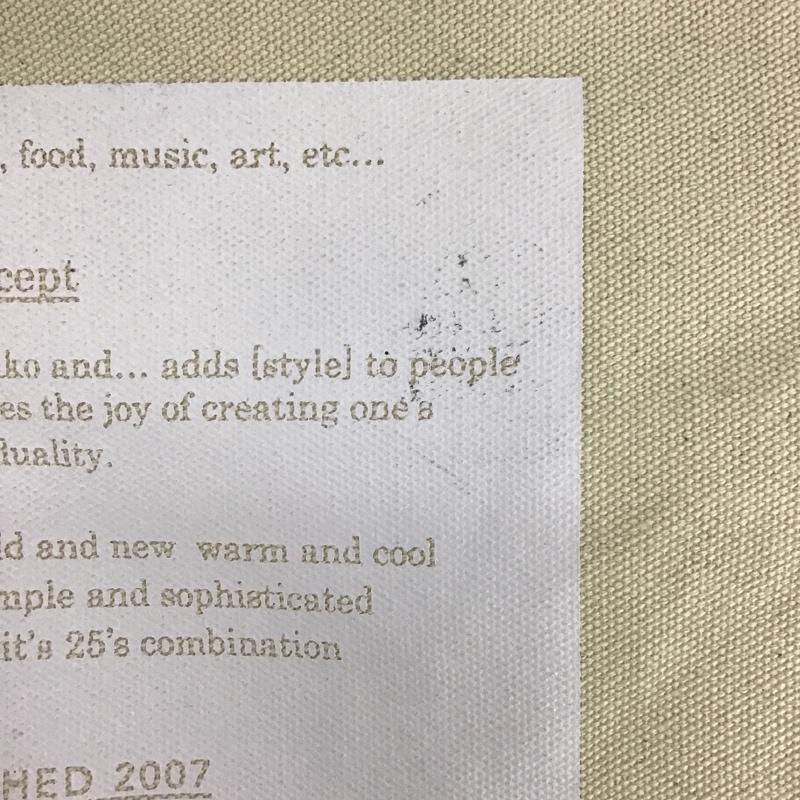 , food, music, art, etc...
cept
ko and... adds [style] to people
es the joy of creating one's
duality.
ld and new warm and cool
mple and sophisticated
it's 25's combination
HED 2007